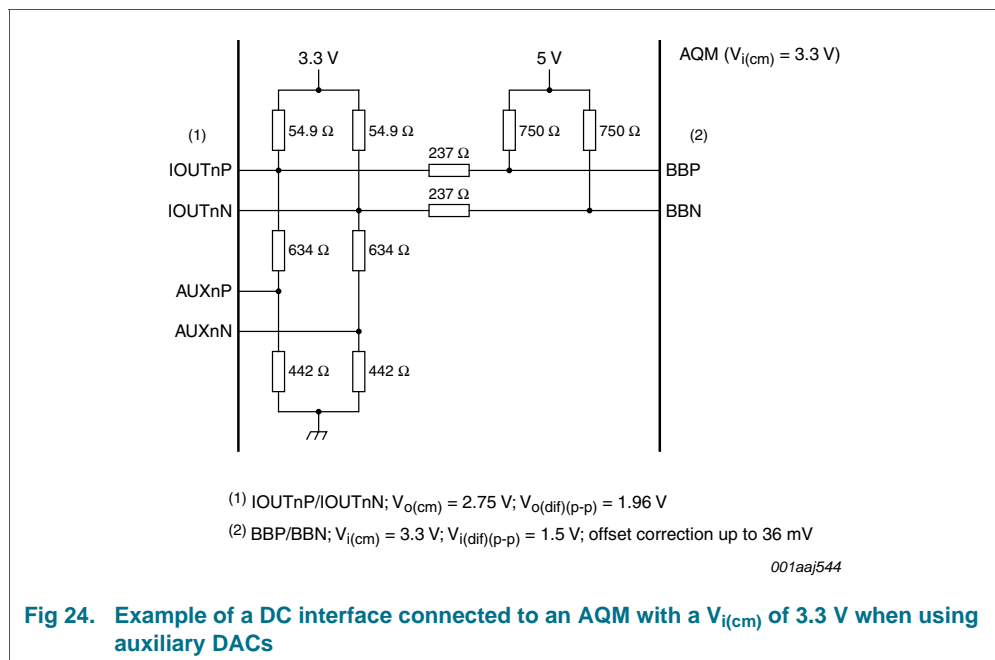 3.3 V
5 V
AQM (Vi(cm) = 3.3 V)
54.9 Ω
54.9 Ω
750 Ω
750 Ω
(1)
(2)
237 Ω
IOUTnP
BBP
237 Ω
IOUTnN
BBN
634 Ω
634 Ω
AUXnP
AUXnN
442 Ω
442 Ω
(1) IOUTnP/IOUTnN; Vo(cm) = 2.75 V; Vo(dif)(p-p) = 1.96 V
(2) BBP/BBN; Vi(cm) = 3.3 V; Vi(dif)(p-p) = 1.5 V; offset correction up to 36 mV
001aaj544
Fig 24. Example of a DC interface connected to an AQM with a Vi(cm) of 3.3 V when using
auxiliary DACs